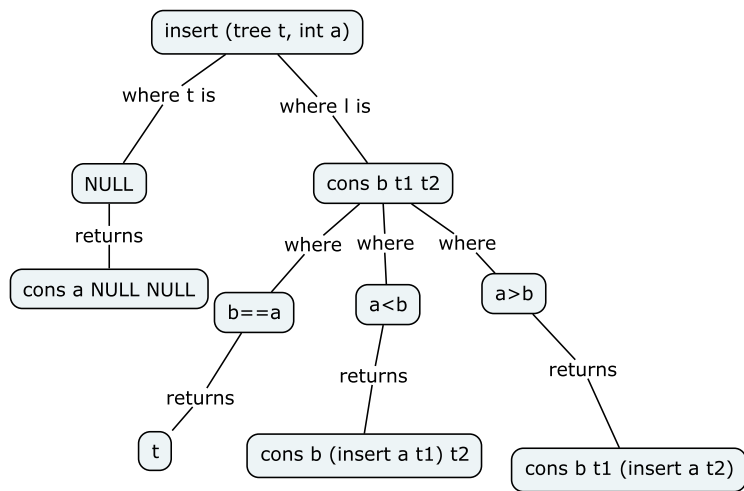 insert (tree t, int a)
where t is
where l is
NULL
cons b t1 t2
returns
where
where
where
cons a NULL NULL
b==a
a<b
a>b
returns
returns
returns
t
cons b (insert a t1) t2
cons b t1 (insert a t2)